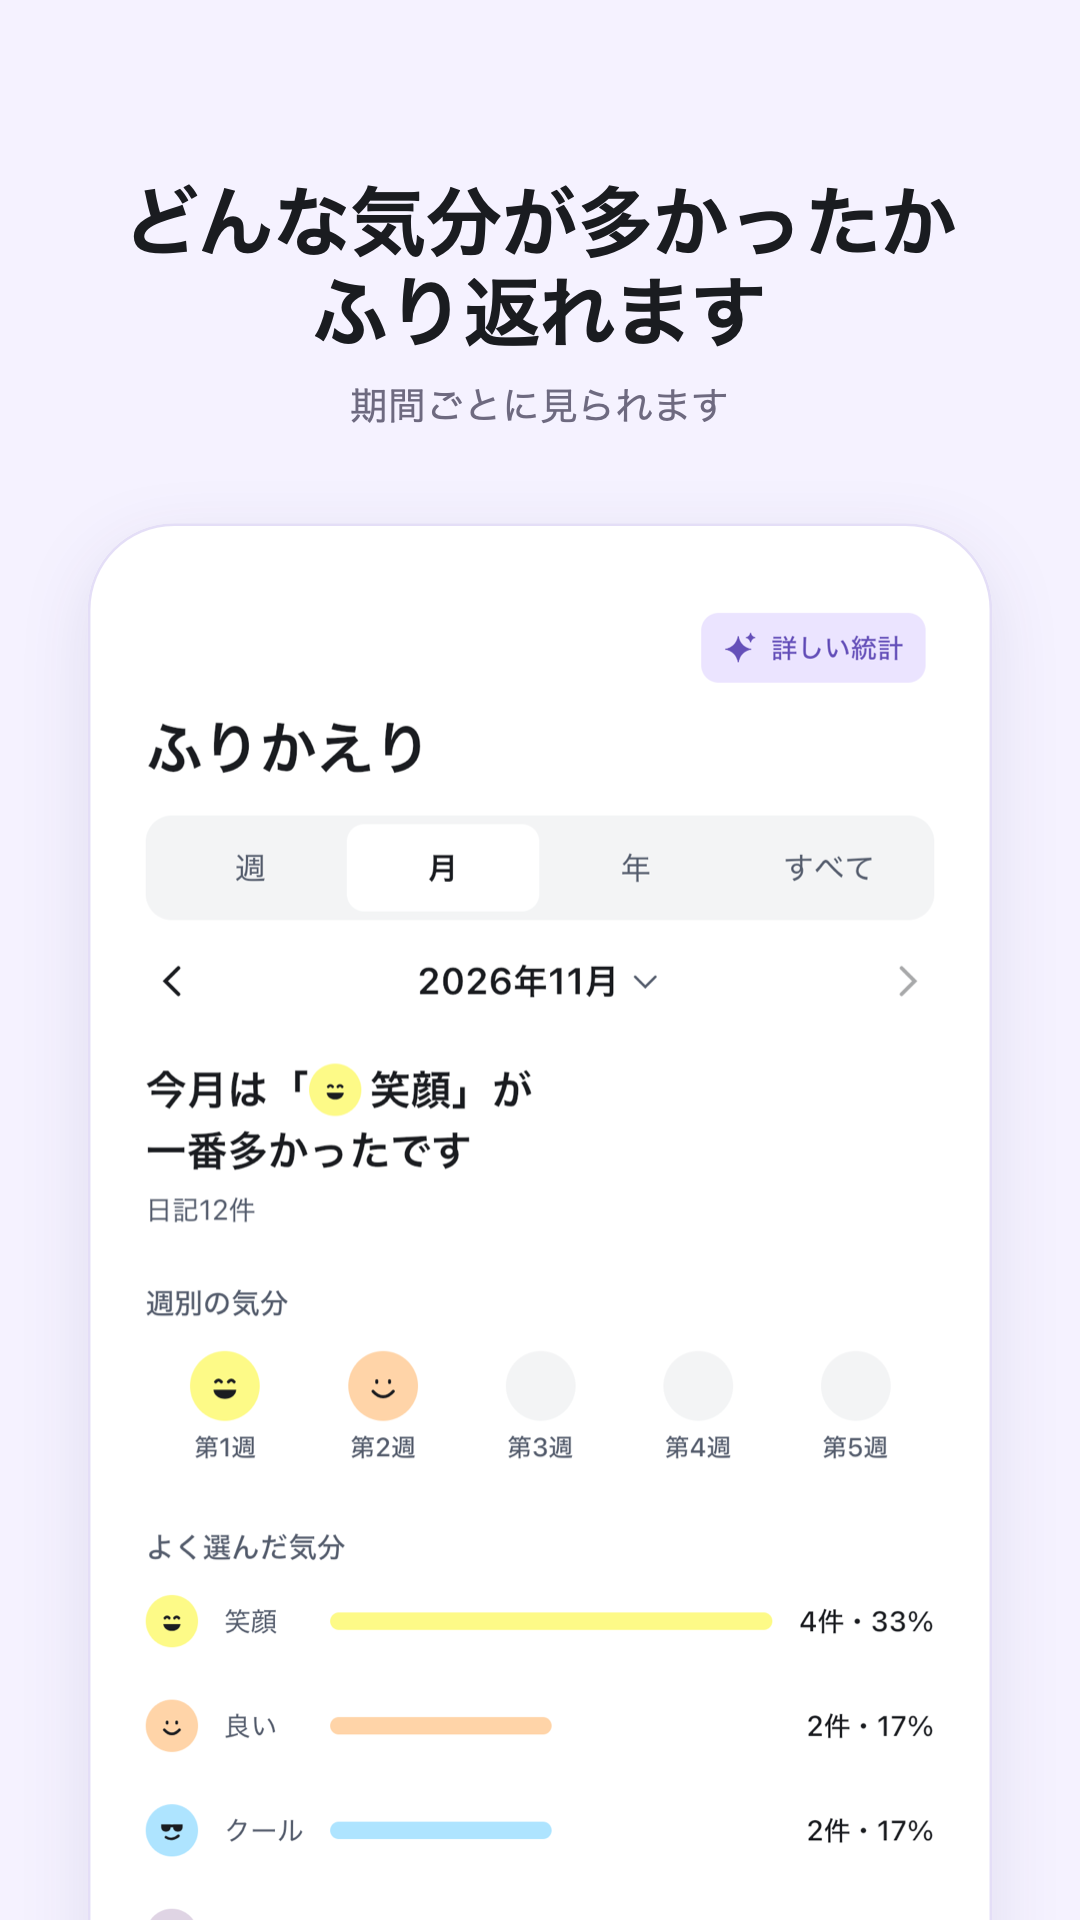 どんな気分が多かったか
ふり返れます
期間ごとに見られます
詳しい統計
ふりかえり
週 月 年 すべて
2026年11月
今月は「笑顔」が
一番多かったです
日記12件
週別の気分
第1週 第2週 第3週 第4週 第5週
よく選んだ気分
笑顔 4件・33%
良い 2件・17%
クール 2件・17%